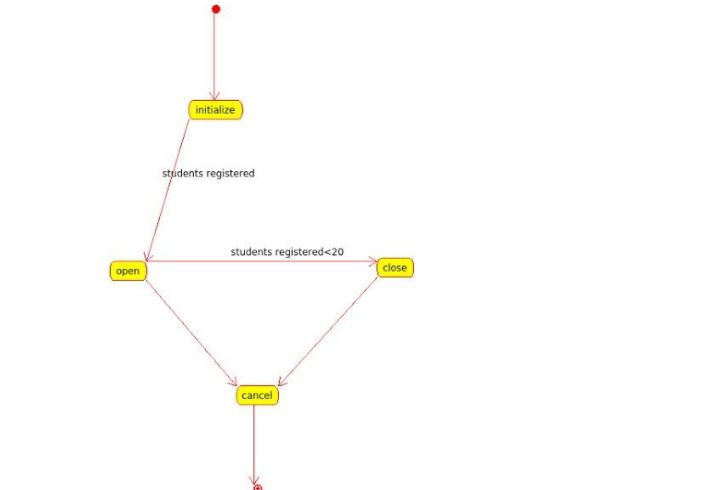 initialize
students registered
students registered<20
open
close
cancel